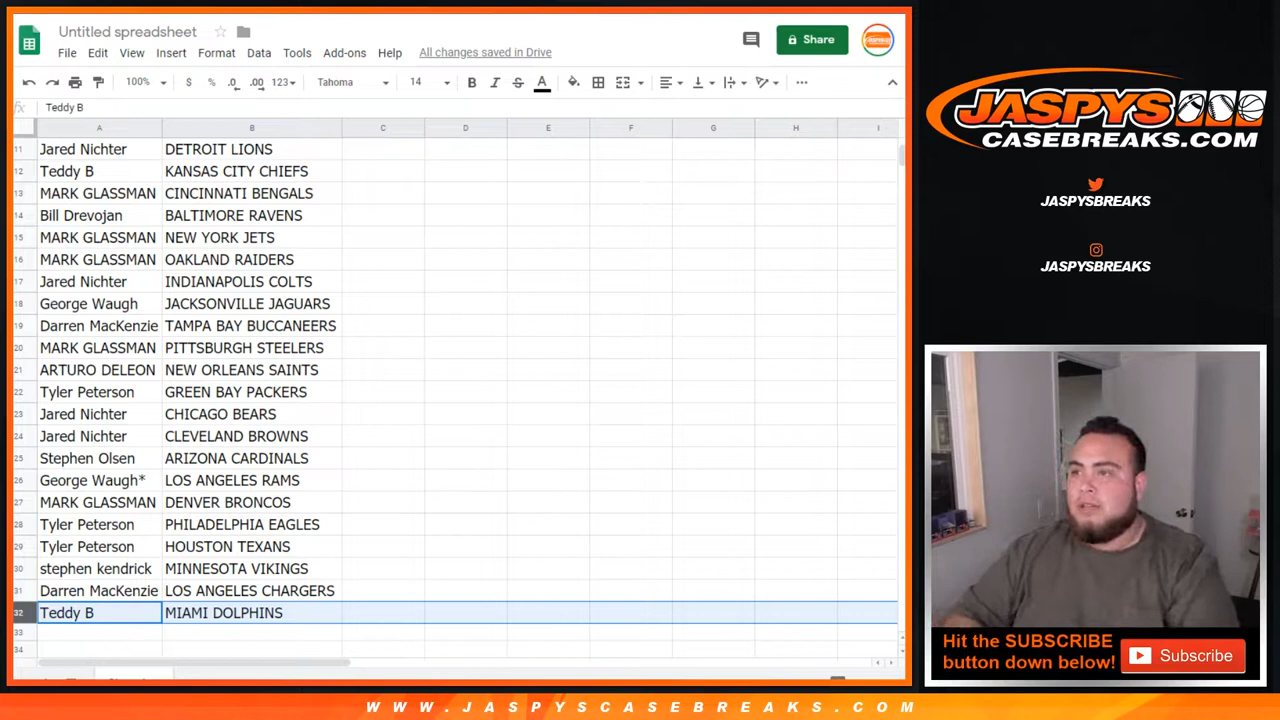 Untitled spreadsheet
File Edit View Insert Format Data Tools Add-ons Help All changes saved in Drive
Share
100% $ % .0 .00 123 Tahoma 14 B I S A
fx Teddy B
A B C D E F G H I
11 Jared Nichter DETROIT LIONS
12 Teddy B KANSAS CITY CHIEFS
13 MARK GLASSMAN CINCINNATI BENGALS
14 Bill Drevojan BALTIMORE RAVENS
15 MARK GLASSMAN NEW YORK JETS
16 MARK GLASSMAN OAKLAND RAIDERS
17 Jared Nichter INDIANAPOLIS COLTS
18 George Waugh JACKSONVILLE JAGUARS
19 Darren MacKenzie TAMPA BAY BUCCANEERS
20 MARK GLASSMAN PITTSBURGH STEELERS
21 ARTURO DELEON NEW ORLEANS SAINTS
22 Tyler Peterson GREEN BAY PACKERS
23 Jared Nichter CHICAGO BEARS
24 Jared Nichter CLEVELAND BROWNS
25 Stephen Olsen ARIZONA CARDINALS
26 George Waugh* LOS ANGELES RAMS
27 MARK GLASSMAN DENVER BRONCOS
28 Tyler Peterson PHILADELPHIA EAGLES
29 Tyler Peterson HOUSTON TEXANS
30 stephen kendrick MINNESOTA VIKINGS
31 Darren MacKenzie LOS ANGELES CHARGERS
32 Teddy B MIAMI DOLPHINS
33
34
JASPYS
CASEBREAKS.COM
JASPYSBREAKS
JASPYSBREAKS
Hit the SUBSCRIBE
button down below!
Subscribe
WWW.JASPYSCASEBREAKS.COM